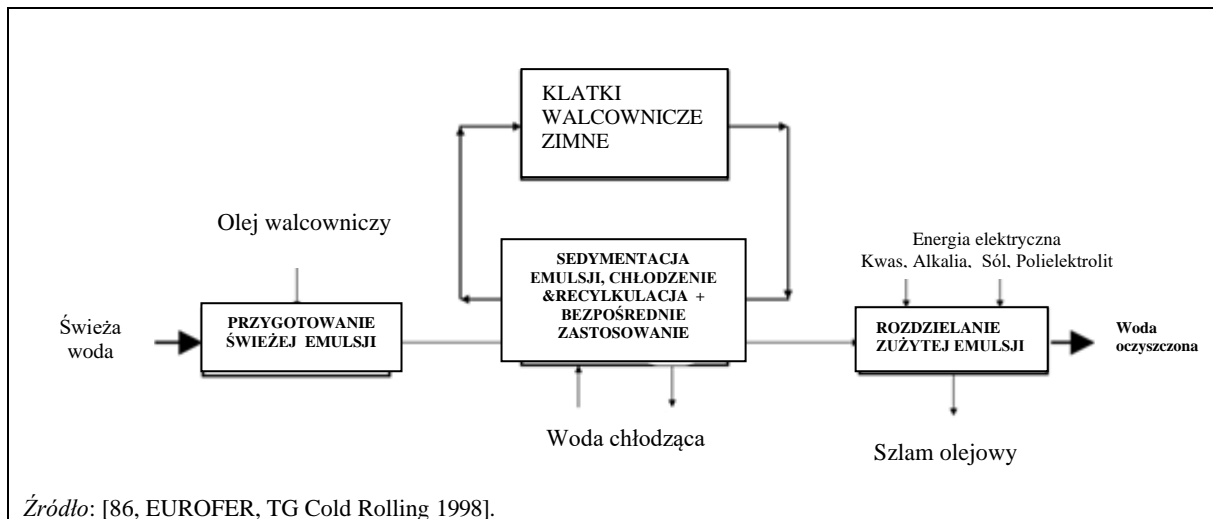 KLATKI
WALCOWNICZE
ZIMNE
Olej walcowniczy
Energia elektryczna
Kwas, Alkalia, Sól, Polielektrolit
SEDYMENTACJA
EMULSJI, CHŁODZENIE
&RECYLKULACJA +
BEZPOŚREDNIE
ZASTOSOWANIE
Świeża
woda
PRZYGOTOWANIE
ŚWIEŻEJ EMULSJI
ROZDZIELANIE
ZUŻYTEJ EMULSJI
Woda
oczyszczona
Woda chłodząca
Szlam olejowy
Źródło: [86, EUROFER, TG Cold Rolling 1998].